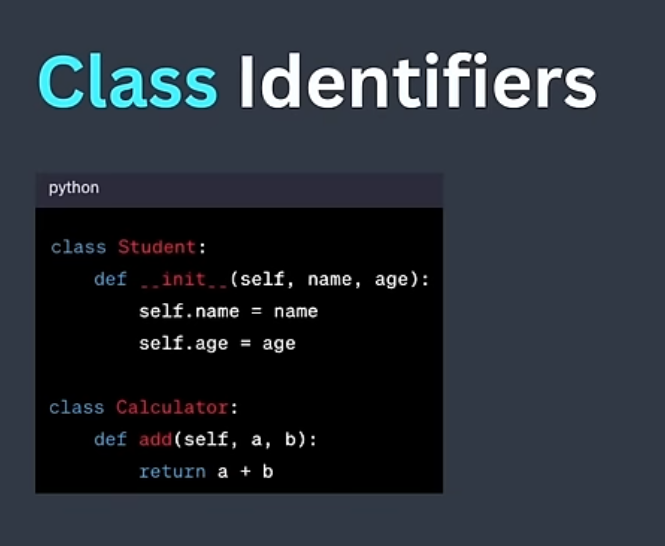 Class Identifiers
python
class Student:
    def __init__(self, name, age):
        self.name = name
        self.age = age
class Calculator:
    def add(self, a, b):
        return a + b